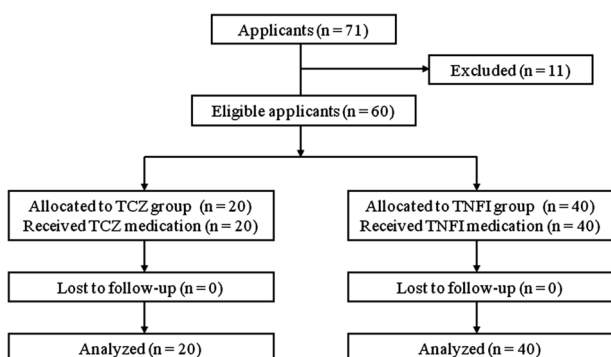 Applicants (n = 71)
Excluded (n = 11)
Eligible applicants (n = 60)
Allocated to TCZ group (n = 20)
Received TCZ medication (n = 20)
Allocated to TNFI group (n = 40)
Received TNFI medication (n = 40)
Lost to follow-up (n = 0)
Lost to follow-up (n = 0)
Analyzed (n = 20)
Analyzed (n = 40)